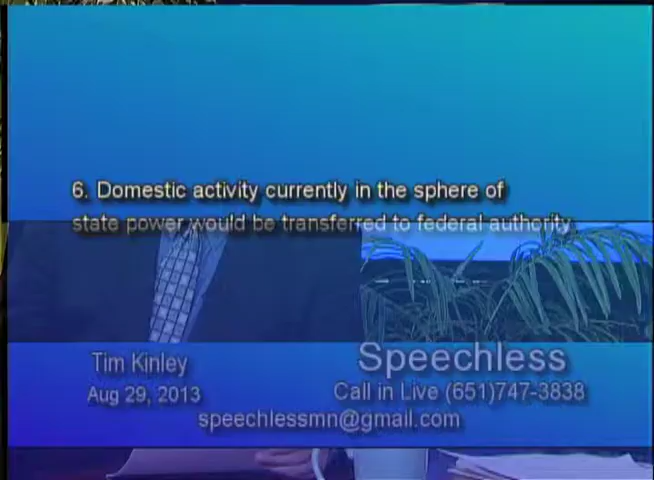 6. Domestic activity currently in the sphere of
state power would be transferred to federal authority
Tim Kinley
Speechless
Aug 29, 2013
Call in Live (651)747-3838
speechlessmn@gmail.com